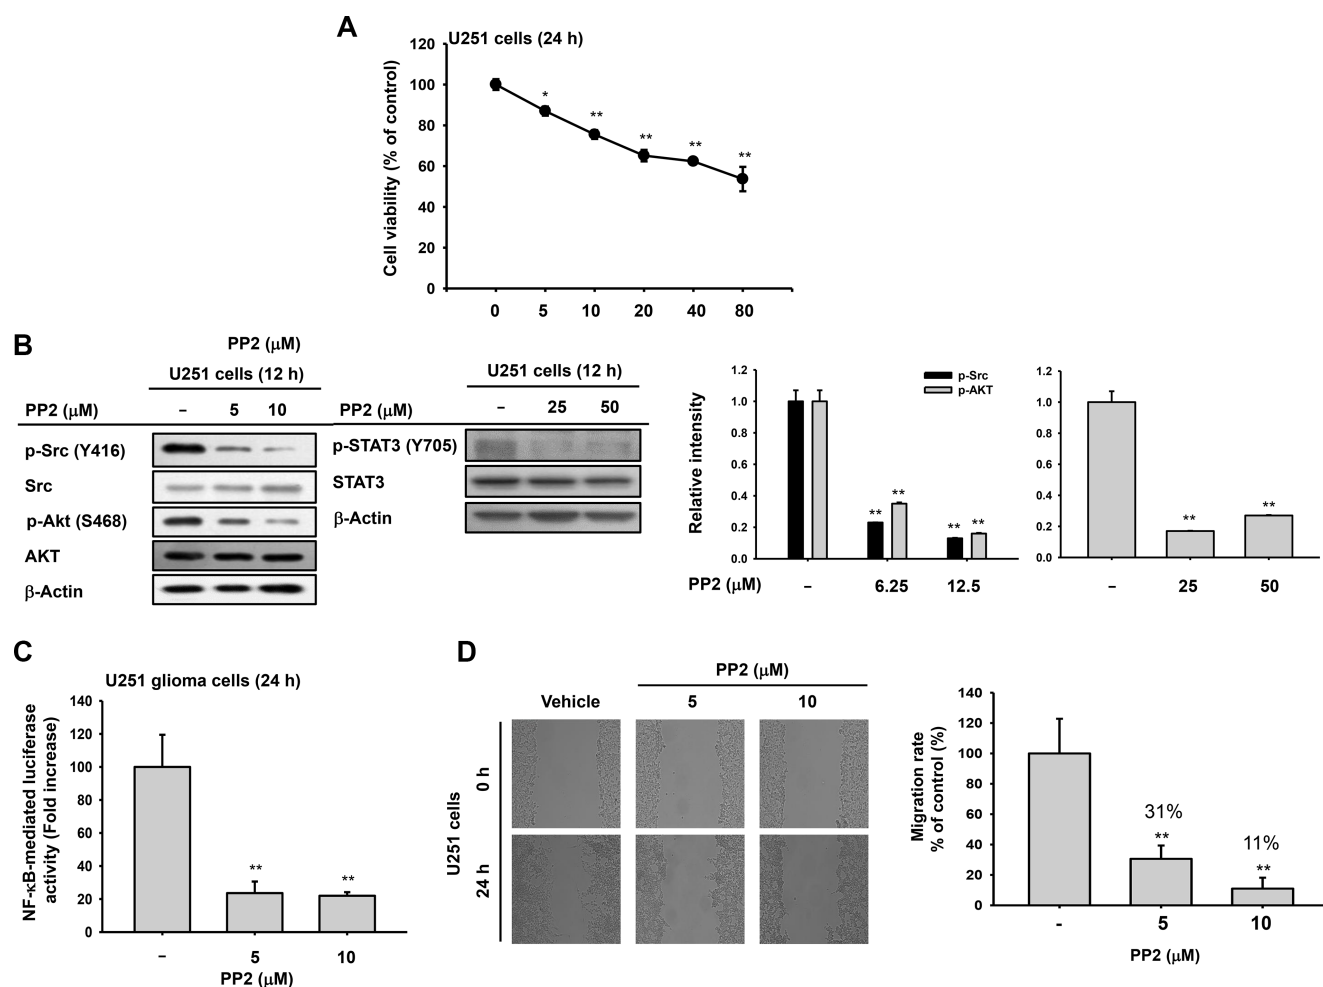 A
U251 cells (24 h)
Cell viability (% of control)
120
100
80
60
40
20
0
*
**
**
**
**
0 5 10 20 40 80
PP2 (μM)
B
U251 cells (12 h)
PP2 (μM) – 5 10
p-Src (Y416)
Src
p-Akt (S468)
AKT
β-Actin
U251 cells (12 h)
PP2 (μM) – 25 50
p-STAT3 (Y705)
STAT3
β-Actin
Relative intensity
1.2
1.0
0.8
0.6
0.4
0.2
0.0
p-Src
p-AKT
** **
** **
PP2 (μM) – 6.25 12.5
1.2
1.0
0.8
0.6
0.4
0.2
0.0
** **
– 25 50
C
U251 glioma cells (24 h)
NF-κB-mediated luciferase
activity (Fold increase)
140
120
100
80
60
40
20
0
** **
– 5 10
PP2 (μM)
D
PP2 (μM)
Vehicle 5 10
U251 cells
0 h
24 h
Migration rate
% of control (%)
140
120
100
80
60
40
20
0
31%
**
11%
**
- 5 10
PP2 (μM)